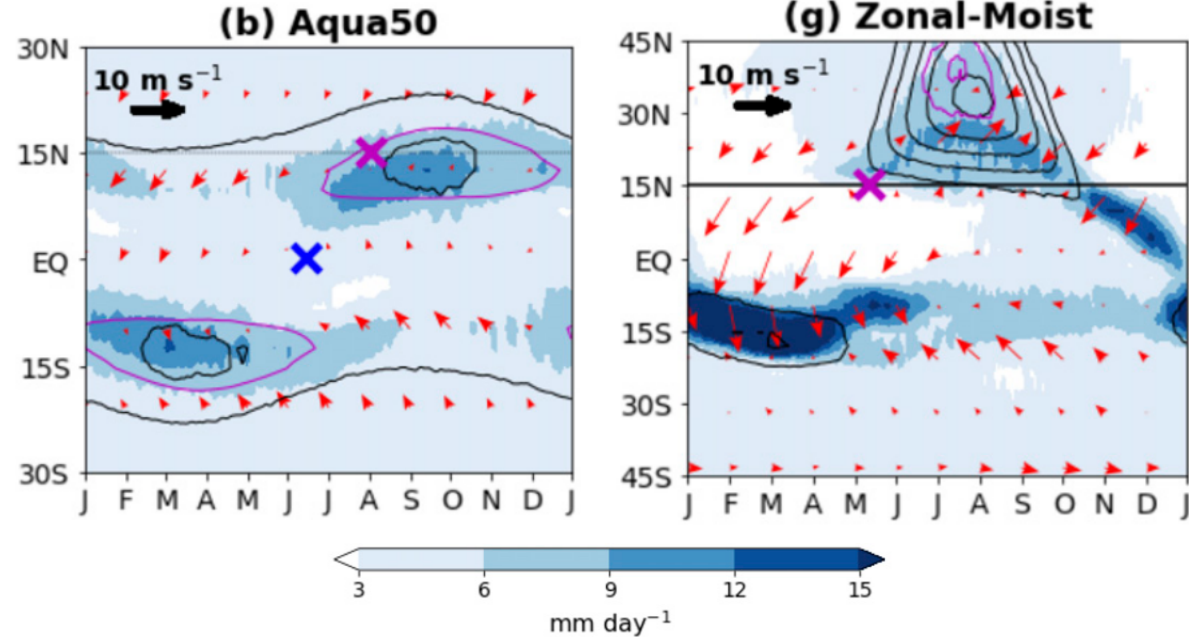 (b) Aqua50
(g) Zonal-Moist
30N
15N
EQ
15S
30S
10 m s⁻¹
J F M A M J J A S O N D J
45N
30N
15N
EQ
15S
30S
45S
10 m s⁻¹
J F M A M J J A S O N D J
3 6 9 12 15
mm day⁻¹